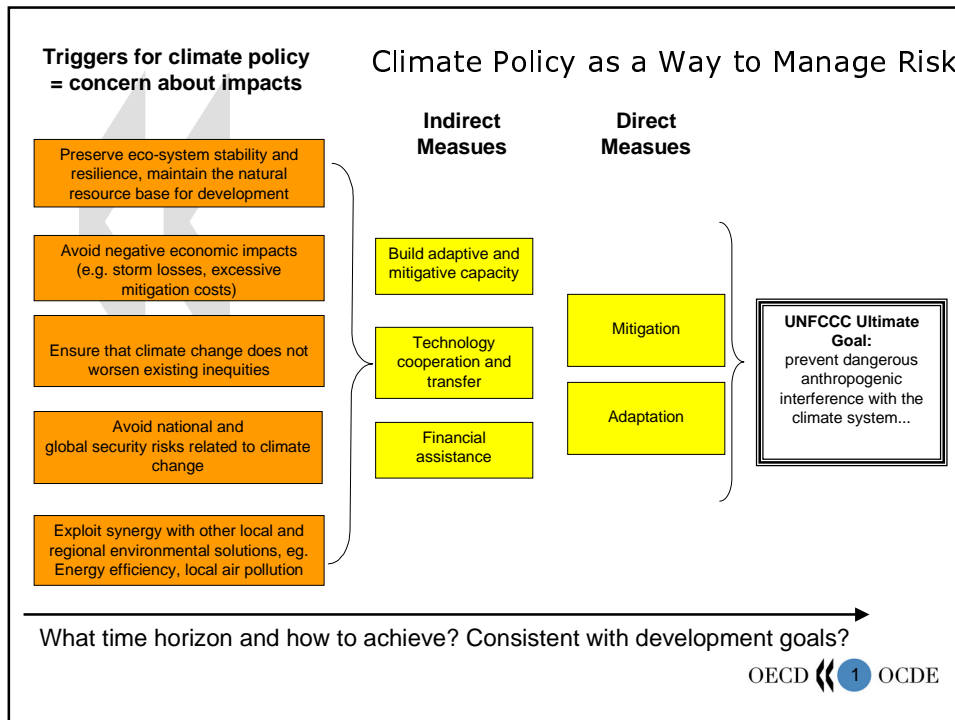 Triggers for climate policy
= concern about impacts
Climate Policy as a Way to Manage Risk
Indirect
Measues
Direct
Measues
Preserve eco-system stability and
resilience, maintain the natural
resource base for development
Avoid negative economic impacts
(e.g. storm losses, excessive
mitigation costs)
Ensure that climate change does not
worsen existing inequities
Avoid national and
global security risks related to climate
change
Exploit synergy with other local and
regional environmental solutions, eg.
Energy efficiency, local air pollution
Build adaptive and
mitigative capacity
Technology
cooperation and
transfer
Financial
assistance
Mitigation
Adaptation
UNFCCC Ultimate
Goal:
prevent dangerous
anthropogenic
interference with the
climate system...
What time horizon and how to achieve? Consistent with development goals?
OECD 1 OCDE